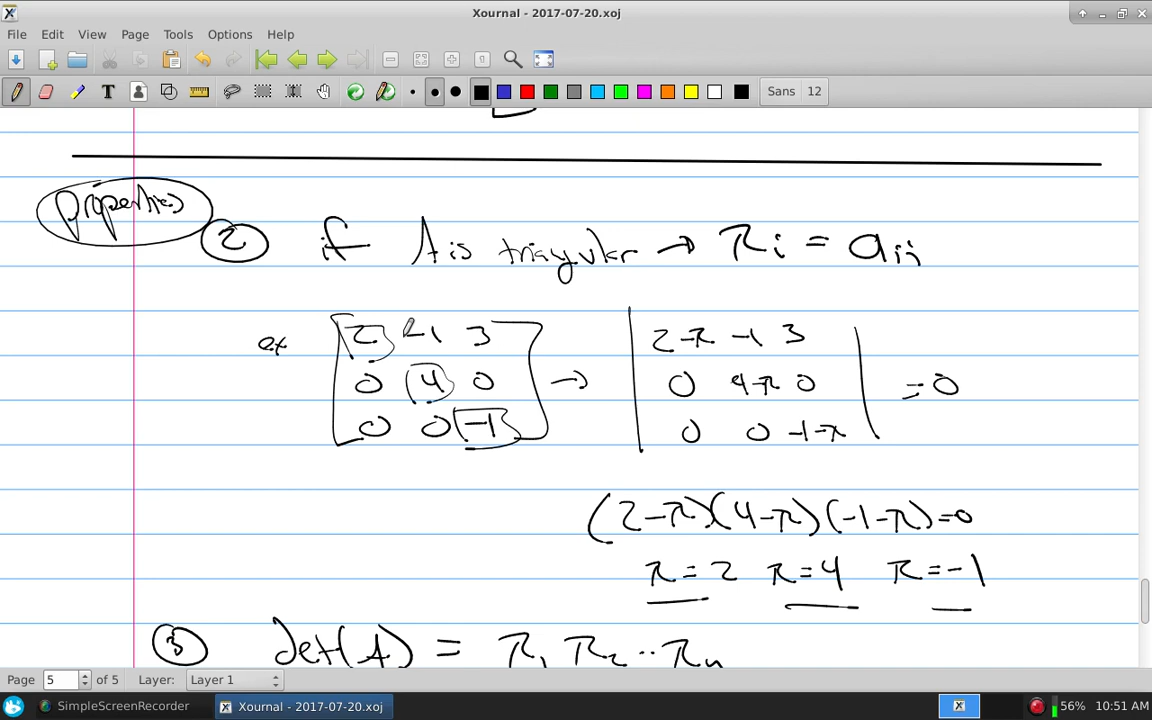 Xournal - 2017-07-20.xoj
File Edit View Page Tools Options Help
Sans 12
properties
② if A is triagular → λi = aii
ex [2 -1 3 → |2-λ -1 3
0 4 0 0 4-λ 0 = 0
0 0 -1] 0 0 -1-λ|
(2-λ)(4-λ)(-1-λ)=0
λ=2 λ=4 λ=-1
③ det(A) = λ1 λ2 ·· λn
Page 5 of 5 Layer: Layer 1
SimpleScreenRecorder Xournal - 2017-07-20.xoj 56% 10:51 AM